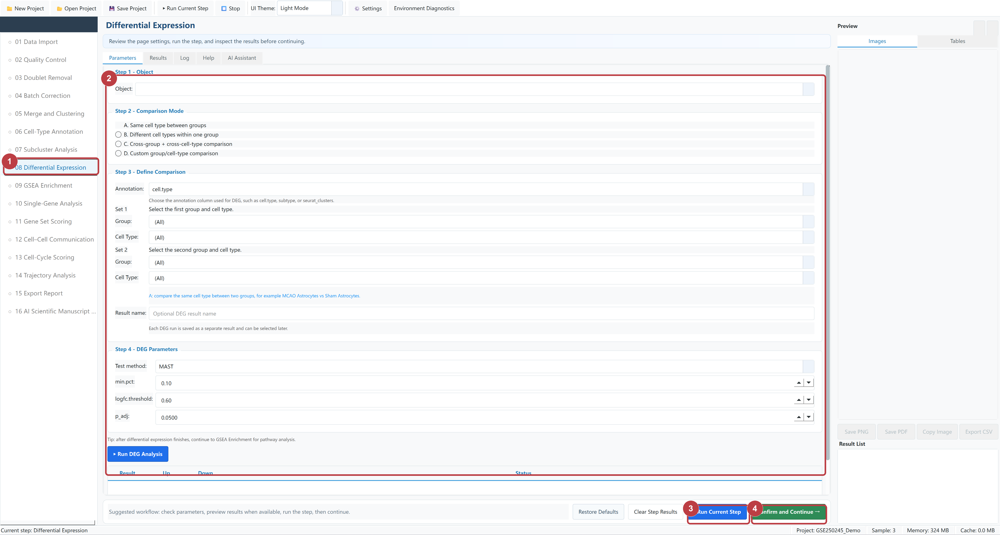 New Project Open Project Save Project ▸ Run Current Step Stop UI Theme: Light Mode Settings Environment Diagnostics
Differential Expression
Review the page settings, run the step, and inspect the results before continuing.
01 Data Import
02 Quality Control
03 Doublet Removal
04 Batch Correction
05 Merge and Clustering
06 Cell-Type Annotation
07 Subcluster Analysis
1
08 Differential Expression
09 GSEA Enrichment
10 Single-Gene Analysis
11 Gene Set Scoring
12 Cell–Cell Communication
13 Cell-Cycle Scoring
14 Trajectory Analysis
15 Export Report
16 AI Scientific Manuscript ...
Parameters Results Log Help AI Assistant
2
Step 1 - Object
Object:
Step 2 - Comparison Mode
A. Same cell type between groups
B. Different cell types within one group
C. Cross-group + cross-cell-type comparison
D. Custom group/cell-type comparison
Step 3 - Define Comparison
Annotation: cell.type
Choose the annotation column used for DEG, such as cell.type, subtype, or seurat_clusters.
Set 1 Select the first group and cell type.
Group: (All)
Cell Type: (All)
Set 2 Select the second group and cell type.
Group: (All)
Cell Type: (All)
A: compare the same cell type between two groups, for example MCAO Astrocytes vs Sham Astrocytes.
Result name: Optional DEG result name
Each DEG run is saved as a separate result and can be selected later.
Step 4 - DEG Parameters
Test method: MAST
min.pct: 0.10
logfc.threshold: 0.60
p_adj: 0.0500
Tip: after differential expression finishes, continue to GSEA Enrichment for pathway analysis.
▸ Run DEG Analysis
Result Up Down Status
Suggested workflow: check parameters, preview results when available, run the step, then continue.
Restore Defaults Clear Step Results 3 Run Current Step 4 nfirm and Continue →
Preview
Images Tables
Save PNG Save PDF Copy Image Export CSV
Result List
Current step: Differential Expression Project: GSE250245_Demo Sample: 3 Memory: 324 MB Cache: 0.0 MB